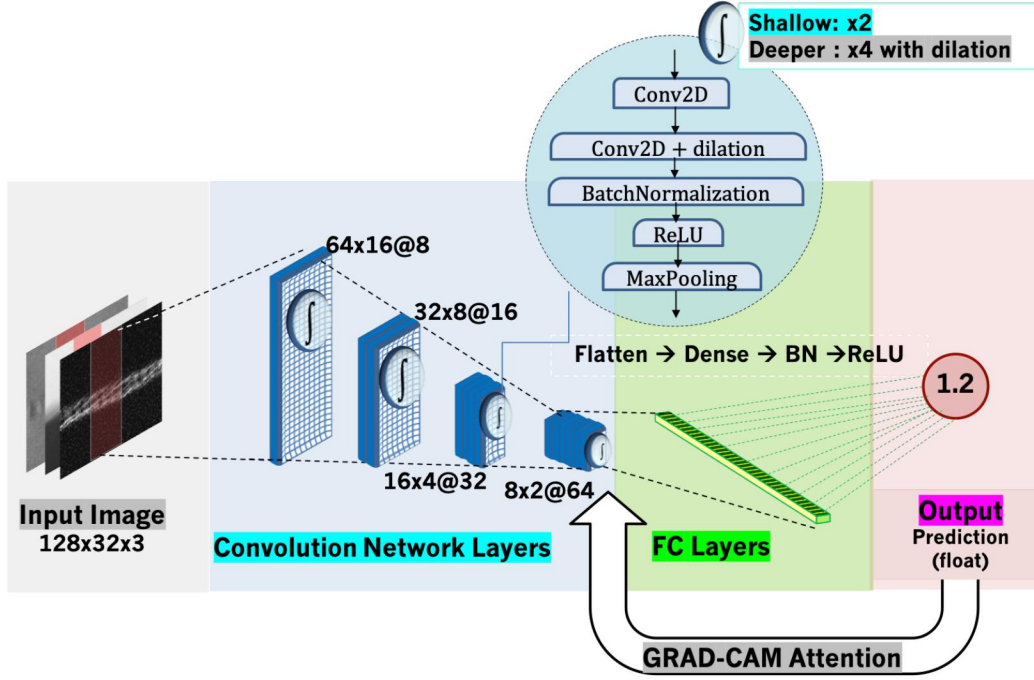 Shallow: x2
Deeper : x4 with dilation
∫
Conv2D
Conv2D + dilation
BatchNormalization
ReLU
MaxPooling
64x16@8
∫
32x8@16
∫
Flatten → Dense → BN →ReLU
1.2
∫
∫
16x4@32
8x2@64
Input Image
128x32x3
Convolution Network Layers
FC Layers
Output
Prediction
(float)
GRAD-CAM Attention